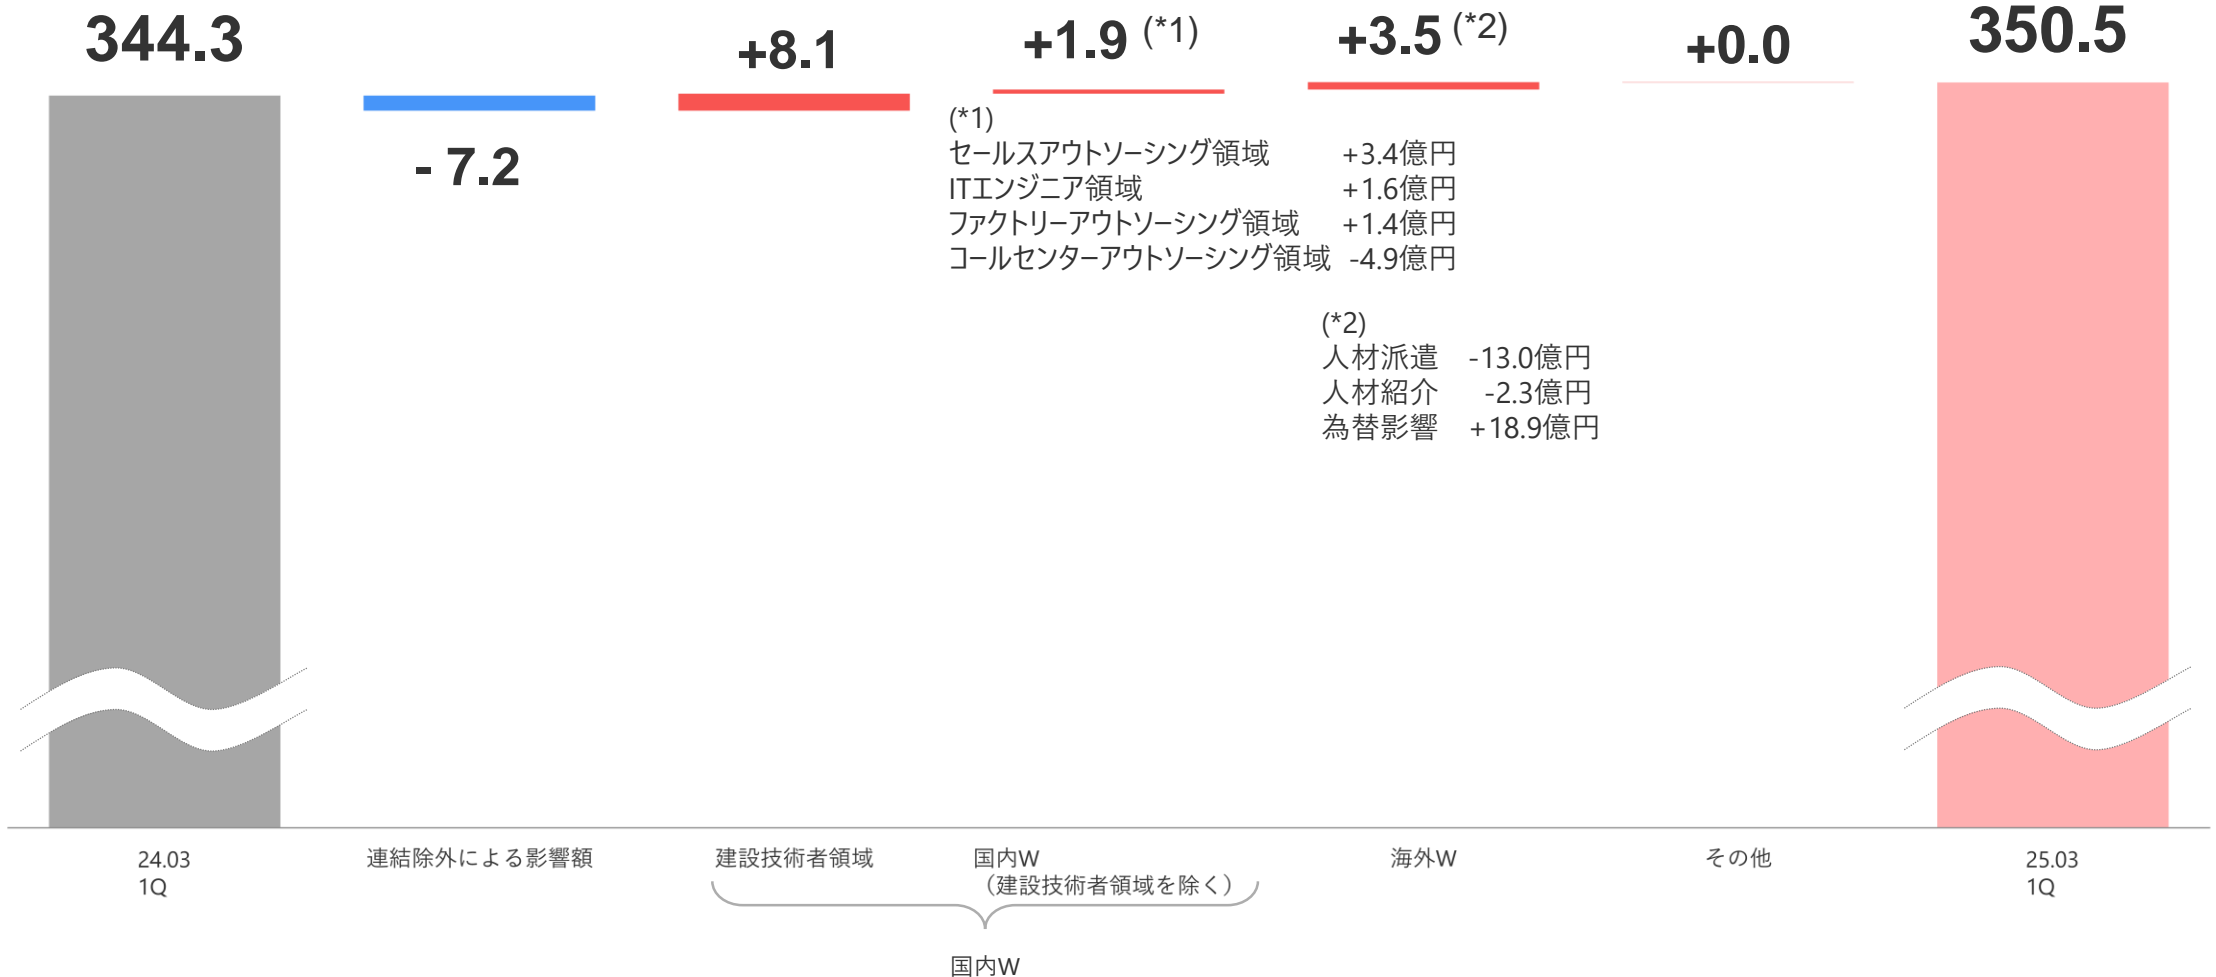 344.3
- 7.2
+8.1
+1.9 (*1)
+3.5 (*2)
+0.0
350.5
(*1)
セールスアウトソーシング領域 +3.4億円
ITエンジニア領域 +1.6億円
ファクトリーアウトソーシング領域 +1.4億円
コールセンターアウトソーシング領域 -4.9億円
(*2)
人材派遣 -13.0億円
人材紹介 -2.3億円
為替影響 +18.9億円
24.03
1Q
連結除外による影響額
建設技術者領域
国内W
（建設技術者領域を除く）
海外W
その他
25.03
1Q
国内W